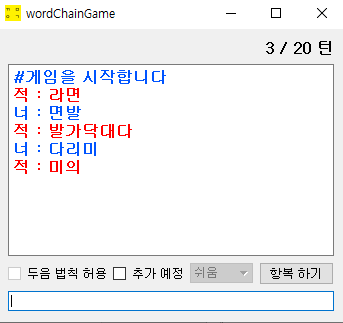 wordChainGame
3 / 20 턴
#게임을 시작합니다
적 : 라면
너 : 면발
적 : 발가닥대다
너 : 다리미
적 : 미의
두음 법칙 허용 추가 예정 쉬움 항복 하기